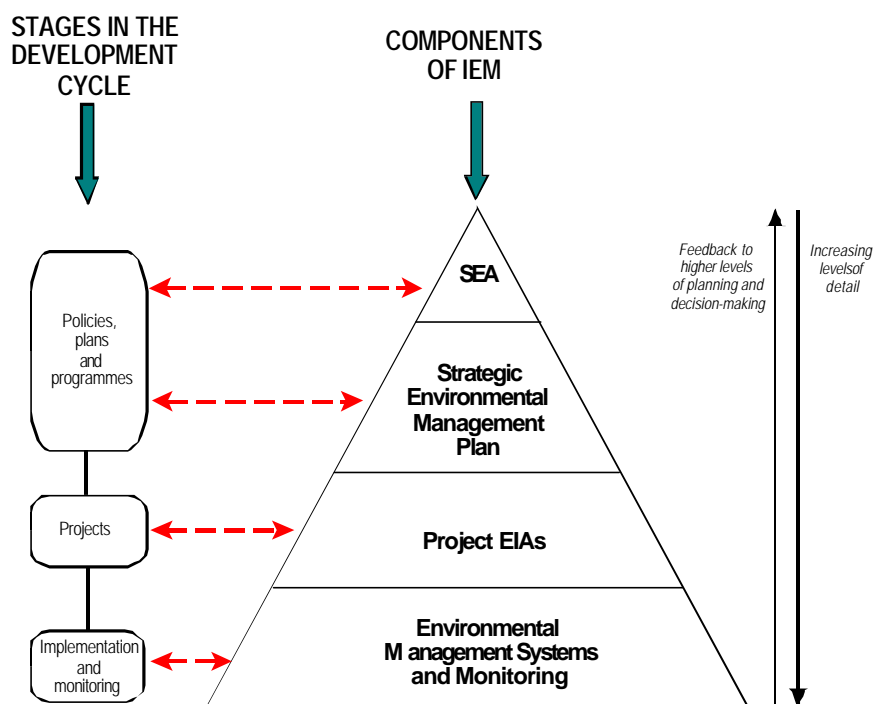 STAGES IN THE
DEVELOPMENT
CYCLE
COMPONENTS
OF IEM
Policies,
plans
and
programmes
Projects
Implementation
and
monitoring
SEA
Strategic
Environmental
Management
Plan
Project EIAs
Environmental
M anagement Systems
and Monitoring
Feedback to
higher levels
of planning and
decision-making
Increasing
levelsof
detail